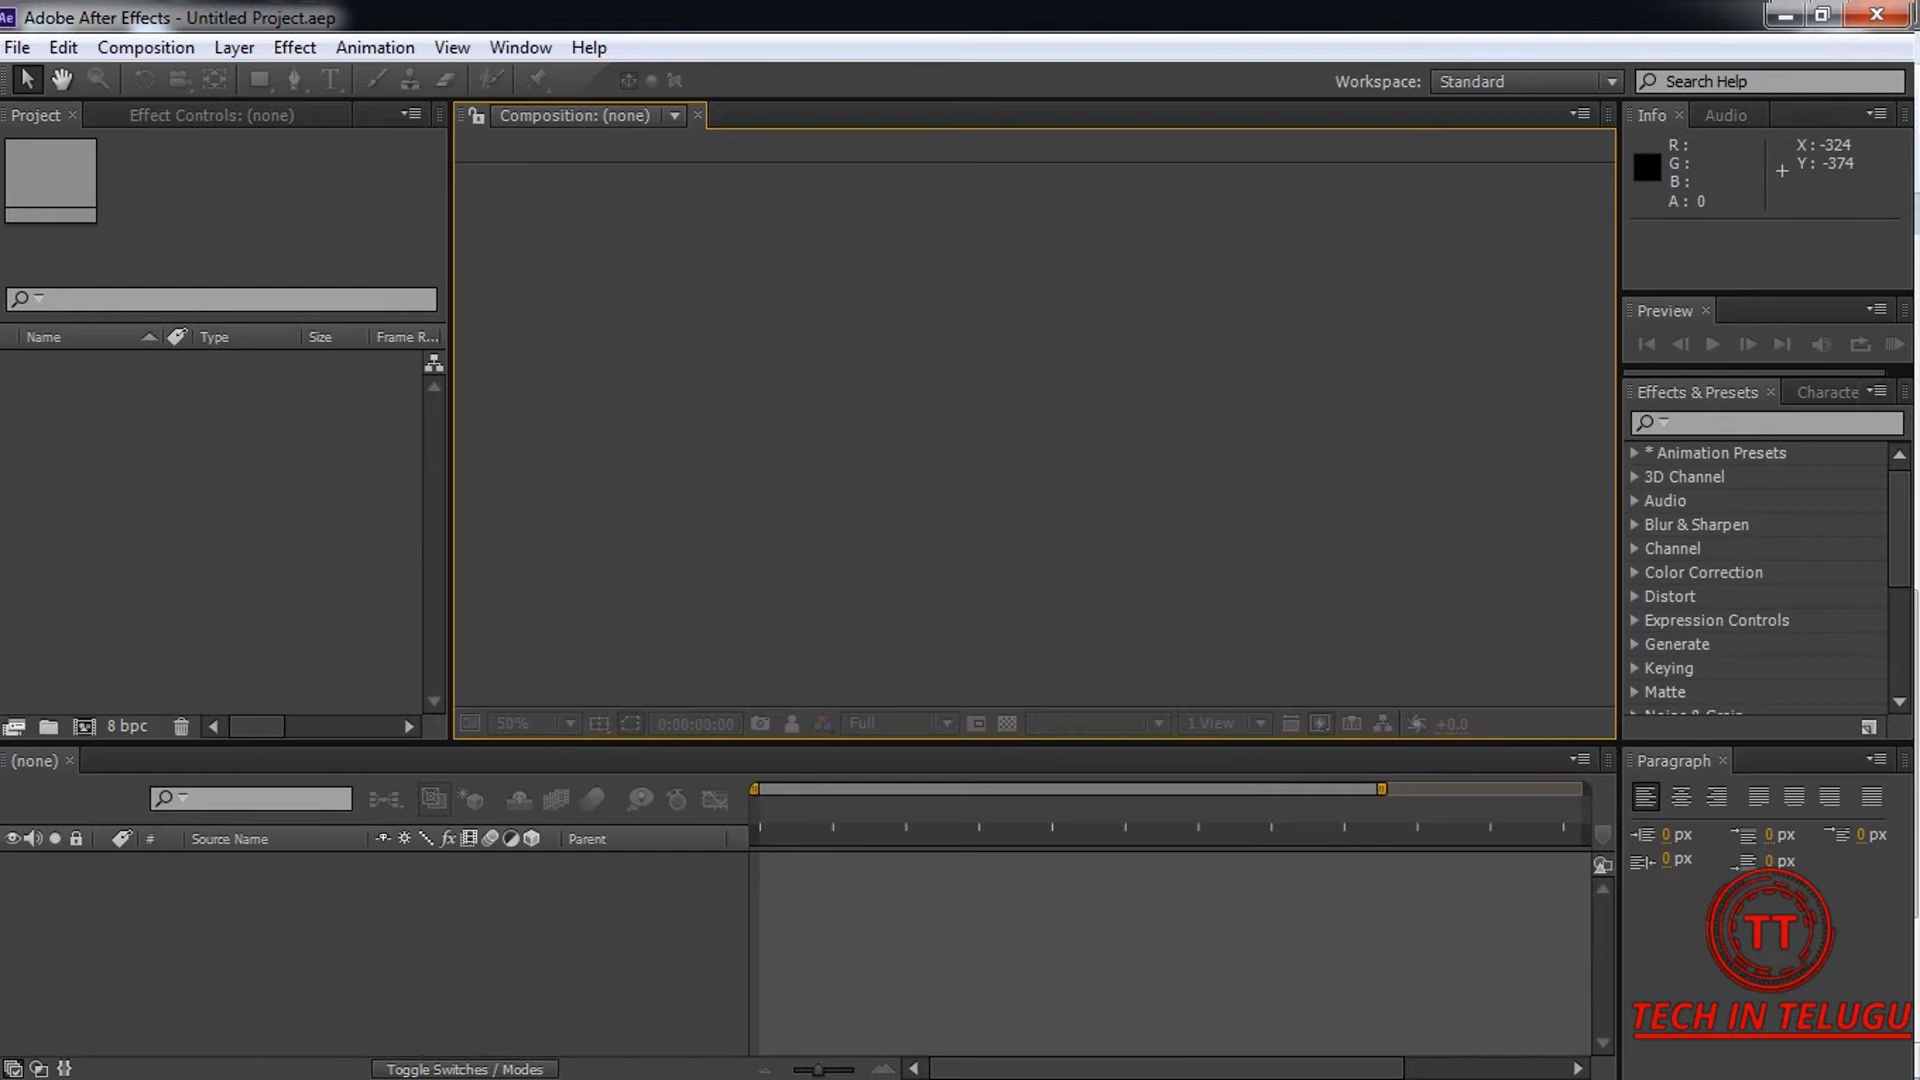 Ae Adobe After Effects - Untitled Project.aep
File Edit Composition Layer Effect Animation View Window Help
T Workspace: Standard Search Help
Project Effect Controls: (none)
Name Type Size Frame R...
8 bpc
Composition: (none)
50% 0:00:00:00 Full 1 View +0.0
Info Audio
R :
G :
B :
A : 0
X : -324
Y : -374
Preview
Effects & Presets Characte
* Animation Presets
3D Channel
Audio
Blur & Sharpen
Channel
Color Correction
Distort
Expression Controls
Generate
Keying
Matte
(none)
# Source Name fx Parent
Toggle Switches / Modes
Paragraph
0 px 0 px 0 px
0 px 0 px
TT
TECH IN TELUGU